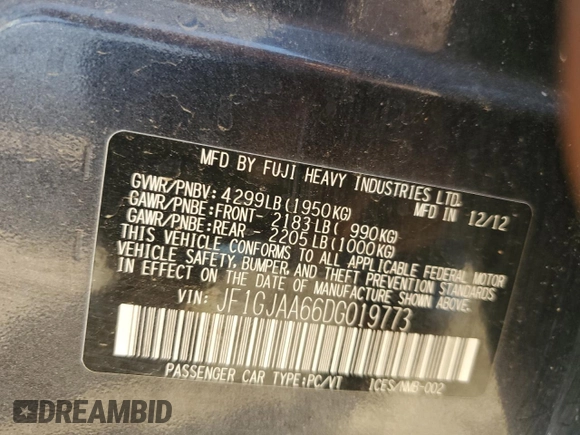 MFD BY FUJI HEAVY INDUSTRIES LTD.
GVWR/PNBV: 4299LB(1950KG) MFD IN 12/12
GAWR/PNBE:FRONT- 2183LB( 990KG)
GAWR/PNBE:REAR - 2205LB(1000KG)
THIS VEHICLE CONFORMS TO ALL APPLICABLE FEDERAL MOTOR
VEHICLE SAFETY, BUMPER, AND THEFT PREVENTION STANDARDS
IN EFFECT ON THE DATE OF MANUFACTURE SHOWN ABOVE.
VIN: JF1GJAA66DG019773
PASSENGER CAR TYPE:PC/VT ICES/NMB-002
DREAMBID